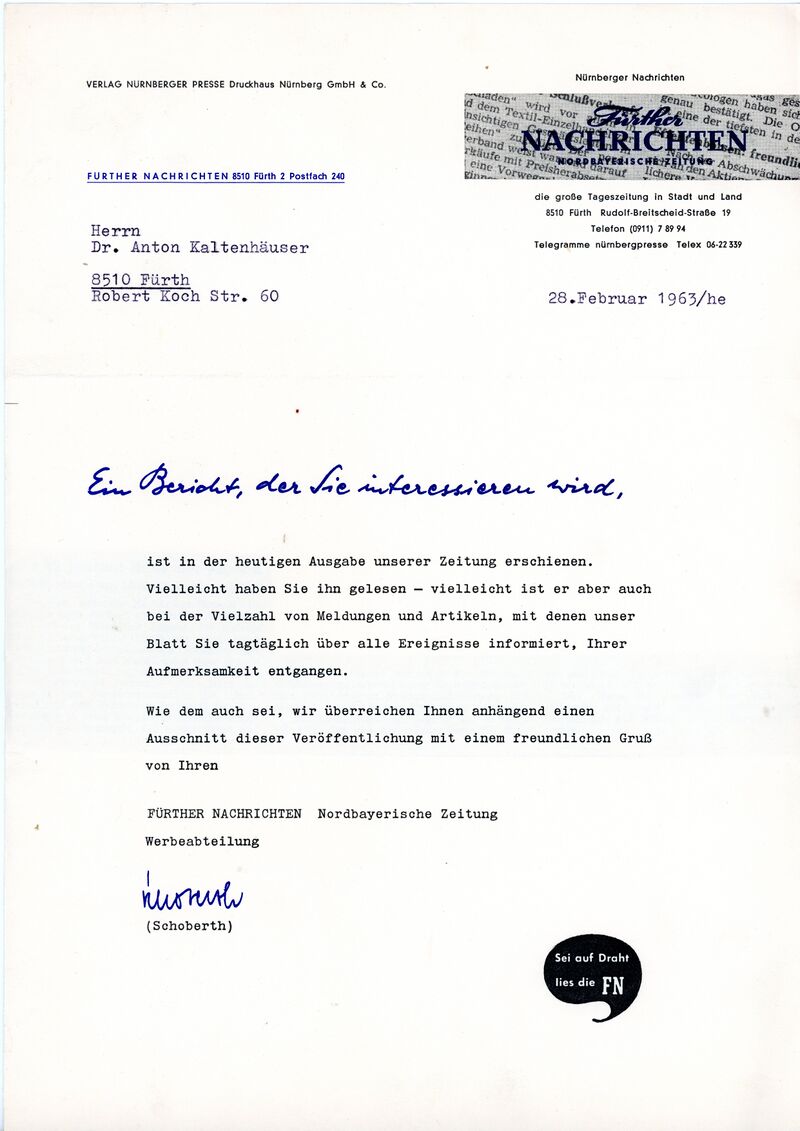 VERLAG NÜRNBERGER PRESSE Druckhaus Nürnberg GmbH & Co.
Nürnberger Nachrichten
Fürther
NACHRICHTEN
NORDBAYERISCHE ZEITUNG
FÜRTHER NACHRICHTEN 8510 Fürth 2 Postfach 240
die große Tageszeitung in Stadt und Land
8510 Fürth Rudolf-Breitscheid-Straße 19
Telefon (0911) 7 89 94
Telegramme nürnbergpresse Telex 06-22 339
Herrn
Dr. Anton Kaltenhäuser
8510 Fürth
Robert Koch Str. 60
28.Februar 1963/he
Ein Bericht, der Sie interessieren wird,
ist in der heutigen Ausgabe unserer Zeitung erschienen.
Vielleicht haben Sie ihn gelesen – vielleicht ist er aber auch
bei der Vielzahl von Meldungen und Artikeln, mit denen unser
Blatt Sie tagtäglich über alle Ereignisse informiert, Ihrer
Aufmerksamkeit entgangen.
Wie dem auch sei, wir überreichen Ihnen anhängend einen
Ausschnitt dieser Veröffentlichung mit einem freundlichen Gruß
von Ihren
FÜRTHER NACHRICHTEN Nordbayerische Zeitung
Werbeabteilung
(Schoberth)
Sei auf Draht
lies die FN